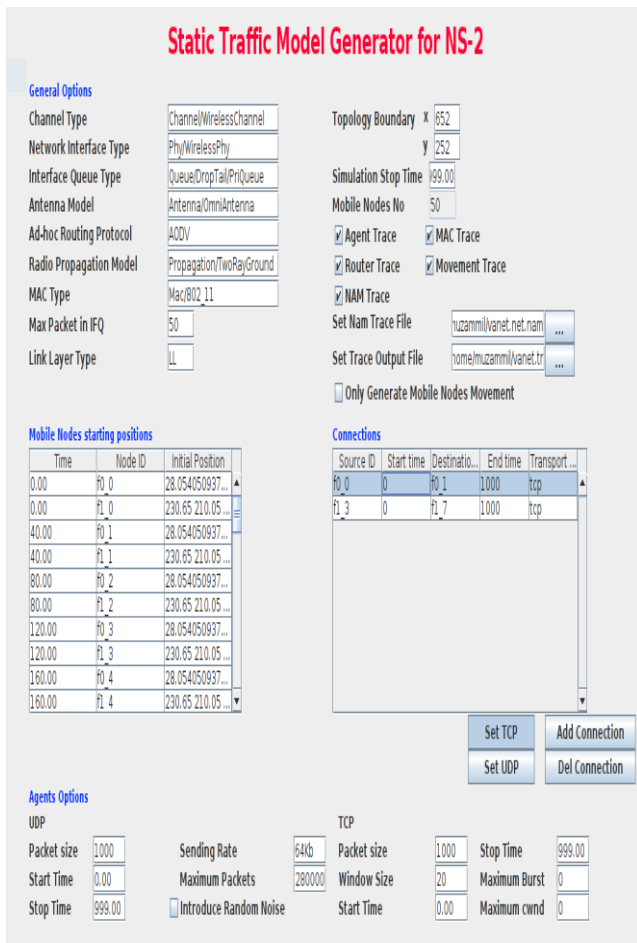 Static Traffic Model Generator for NS-2
General Options
Channel Type Channel/WirelessChannel
Network Interface Type Phy/WirelessPhy
Interface Queue Type Queue/DropTail/PriQueue
Antenna Model Antenna/OmniAntenna
Ad-hoc Routing Protocol AODV
Radio Propagation Model Propagation/TwoRayGround
MAC Type Mac/802_11
Max Packet in IFQ 50
Link Layer Type LL
Topology Boundary x 652
y 252
Simulation Stop Time 999.00
Mobile Nodes No 50
Agent Trace MAC Trace
Router Trace Movement Trace
NAM Trace
Set Nam Trace File muzammil/vanet.net.nam ...
Set Trace Output File home/muzammil/vanet.tr ...
Only Generate Mobile Nodes Movement
Mobile Nodes starting positions
Time Node ID Initial Position
0.00 f0_0 28.054050937...
0.00 f1_0 230.65 210.05 ...
40.00 f0_1 28.054050937...
40.00 f1_1 230.65 210.05 ...
80.00 f0_2 28.054050937...
80.00 f1_2 230.65 210.05 ...
120.00 f0_3 28.054050937...
120.00 f1_3 230.65 210.05 ...
160.00 f0_4 28.054050937...
160.00 f1_4 230.65 210.05 ...
Connections
Source ID Start time Destinatio... End time Transport ...
f0_0 0 f0_1 1000 tcp
f1_3 0 f1_7 1000 tcp
Set TCP Add Connection
Set UDP Del Connection
Agents Options
UDP
Packet size 1000 Sending Rate 64Kb
Start Time 0.00 Maximum Packets 280000
Stop Time 999.00 Introduce Random Noise
TCP
Packet size 1000 Stop Time 999.00
Window Size 20 Maximum Burst 0
Start Time 0.00 Maximum cwnd 0